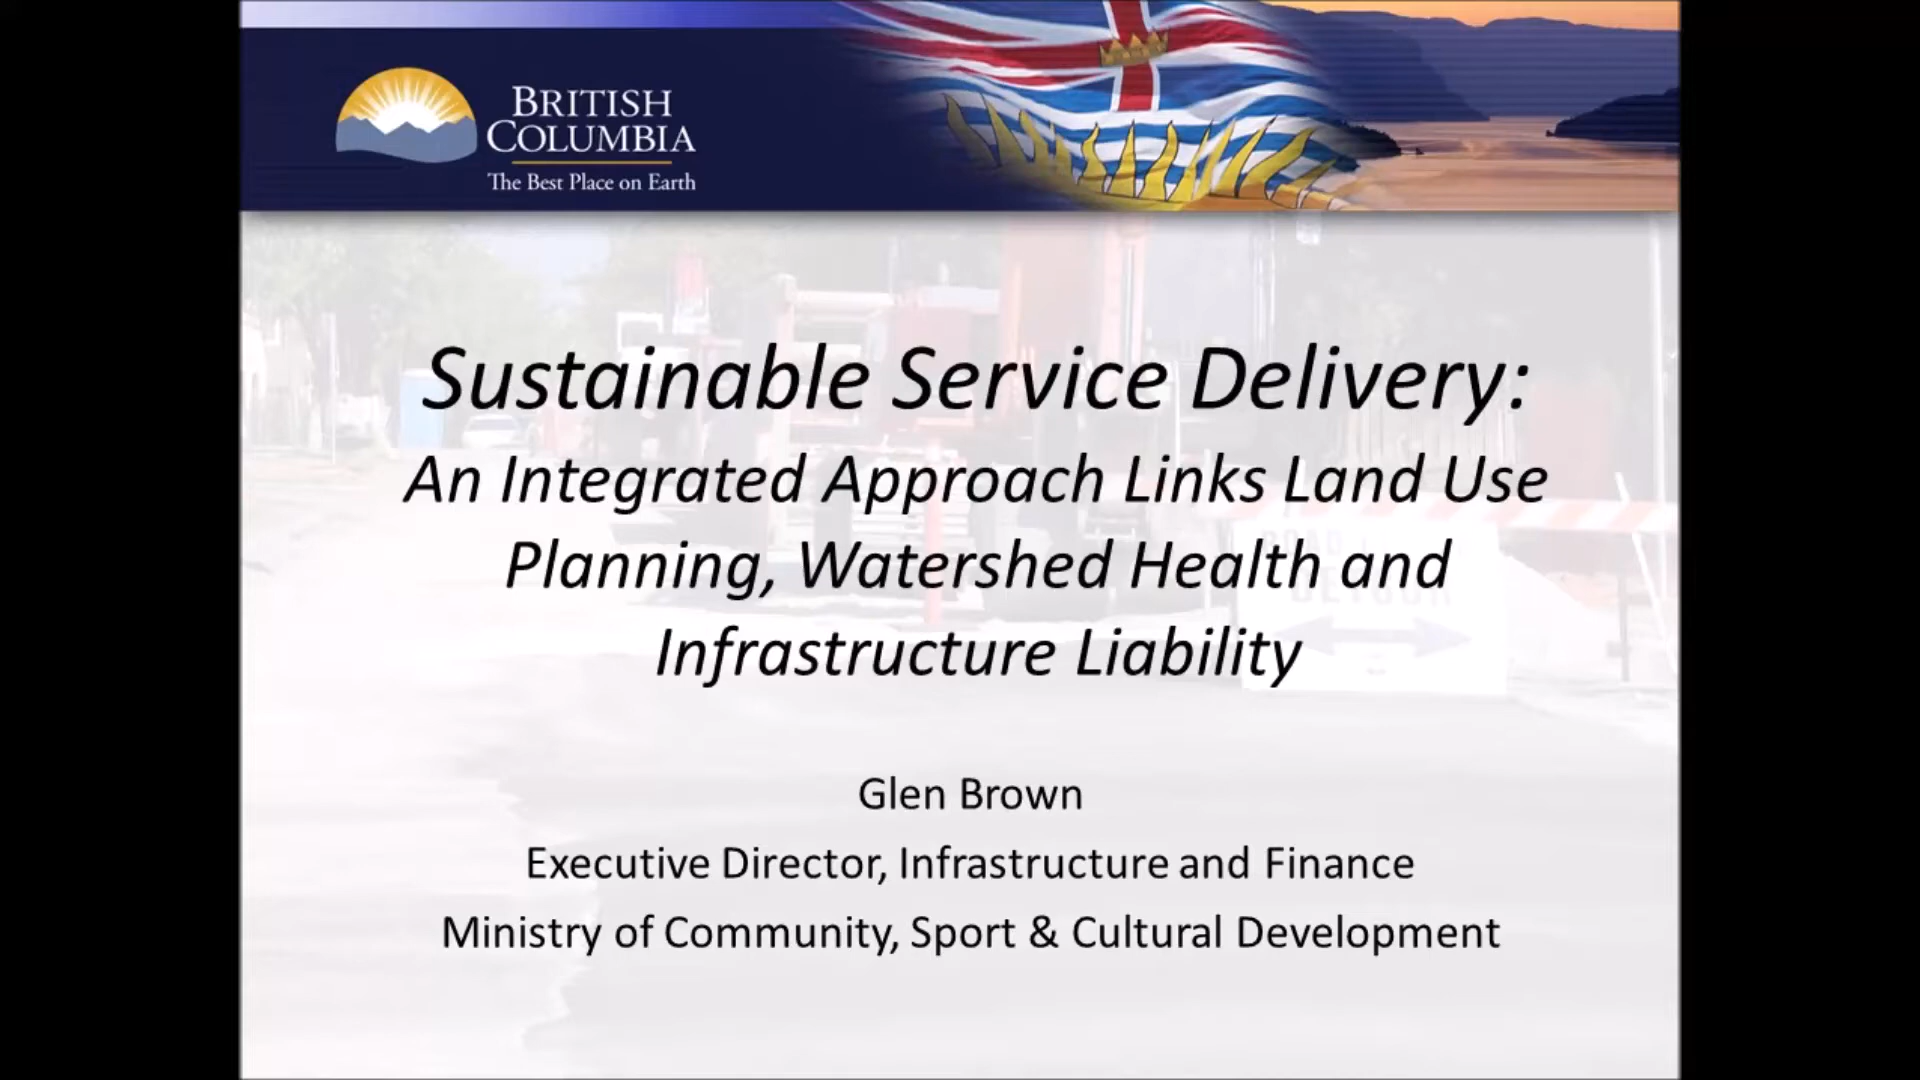 BRITISH
COLUMBIA
The Best Place on Earth
Sustainable Service Delivery:
An Integrated Approach Links Land Use
Planning, Watershed Health and
Infrastructure Liability
Glen Brown
Executive Director, Infrastructure and Finance
Ministry of Community, Sport & Cultural Development